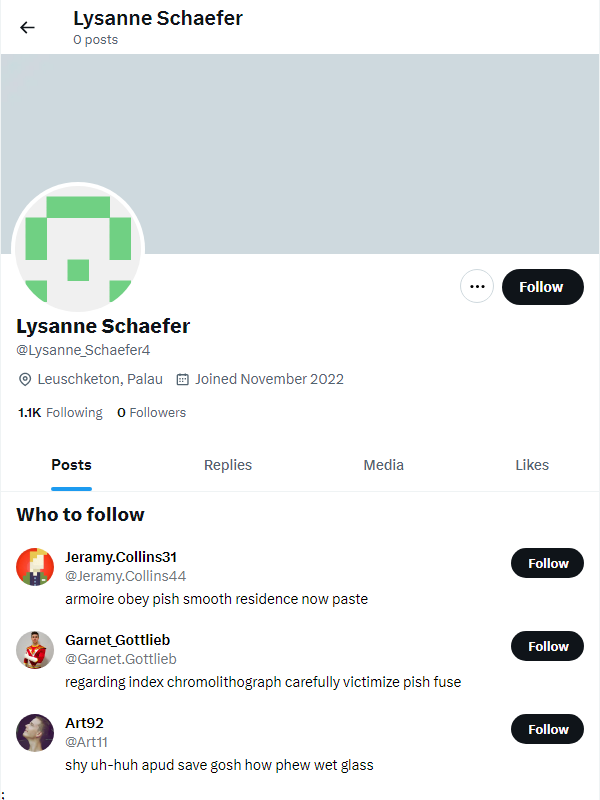 Lysanne Schaefer
0 posts
Follow
Lysanne Schaefer
@Lysanne_Schaefer4
Leuschketon, Palau Joined November 2022
1.1K Following 0 Followers
Posts Replies Media Likes
Who to follow
Jeramy.Collins31
@Jeramy.Collins44
Follow
armoire obey pish smooth residence now paste
Garnet_Gottlieb
@Garnet.Gottlieb
Follow
regarding index chromolithograph carefully victimize pish fuse
Art92
@Art11
Follow
shy uh-huh apud save gosh how phew wet glass
;